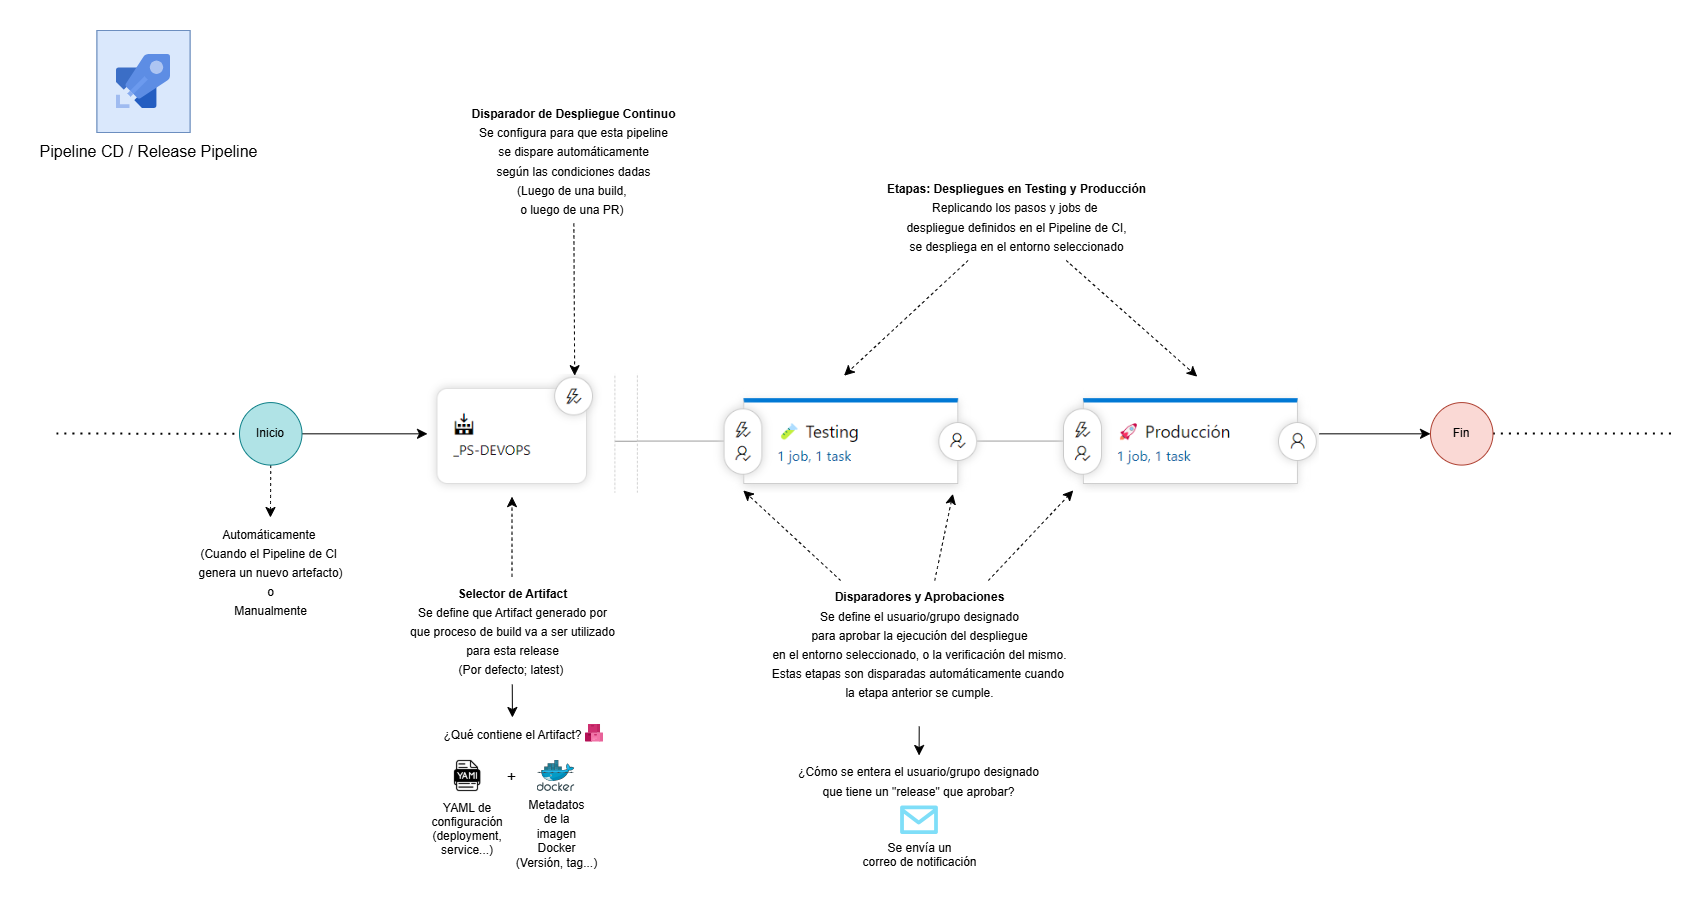 Pipeline CD / Release Pipeline
Disparador de Despliegue Continuo
Se configura para que esta pipeline
se dispare automáticamente
según las condiciones dadas
(Luego de una build,
o luego de una PR)
Etapas: Despliegues en Testing y Producción
Replicando los pasos y jobs de
despliegue definidos en el Pipeline de CI,
se despliega en el entorno seleccionado
Inicio
_PS-DEVOPS
Testing
1 job, 1 task
Producción
1 job, 1 task
Fin
Automáticamente
(Cuando el Pipeline de CI
genera un nuevo artefacto)
o
Manualmente
Selector de Artifact
Se define que Artifact generado por
que proceso de build va a ser utilizado
para esta release
(Por defecto; latest)
¿Qué contiene el Artifact?
YAML
+
docker
YAML de
configuración
(deployment,
service...)
Metadatos
de la
imagen
Docker
(Versión, tag...)
Disparadores y Aprobaciones
Se define el usuario/grupo designado
para aprobar la ejecución del despliegue
en el entorno seleccionado, o la verificación del mismo.
Estas etapas son disparadas automáticamente cuando
la etapa anterior se cumple.
¿Cómo se entera el usuario/grupo designado
que tiene un "release" que aprobar?
Se envía un
correo de notificación